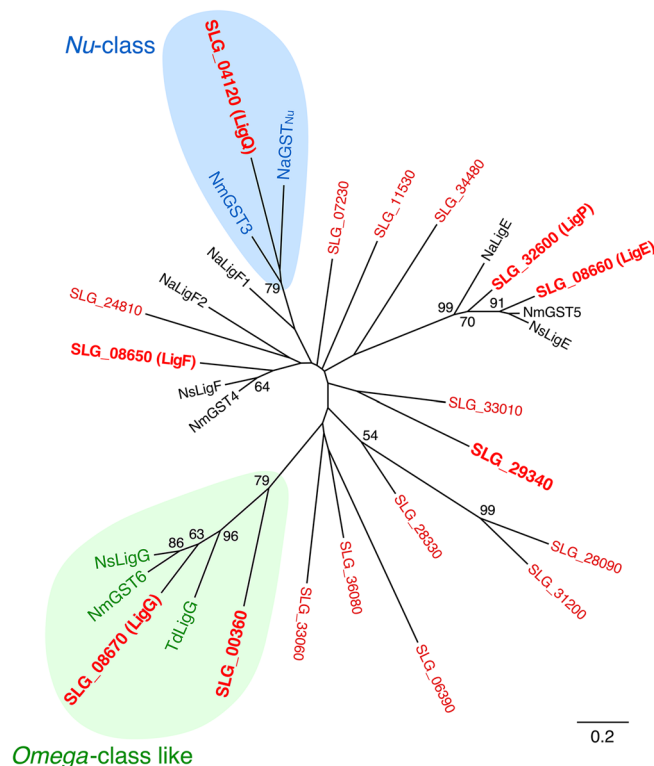 Nu-class
SLG_04120 (LigQ)
NaGSTNu
NmGST3
79
NaLigF1
NaLigF2
SLG_24810
SLG_08650 (LigF)
NsLigF
NmGST4
64
SLG_07230
SLG_11530
SLG_34480
NaLigE
SLG_32600 (LigP)
SLG_08660 (LigE)
99
70
91
NmGST5
NsLigE
SLG_33010
SLG_29340
54
SLG_28330
99
SLG_28090
SLG_31200
SLG_06390
SLG_36080
SLG_33060
79
96
63
86
NsLigG
NmGST6
SLG_08670 (LigG)
TdLigG
SLG_00360
Omega-class like
0.2